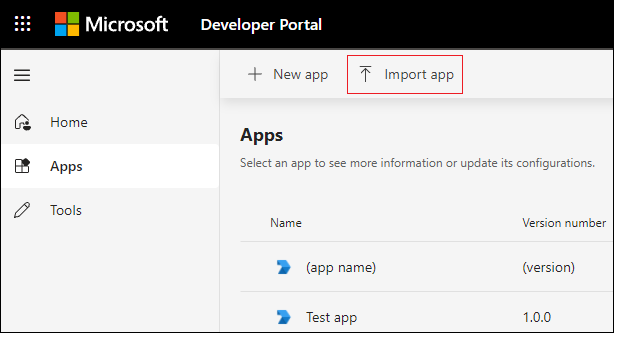 Microsoft Developer Portal
New app Import app
Home
Apps
Tools
Apps
Select an app to see more information or update its configurations.
Name Version number
(app name) (version)
Test app 1.0.0